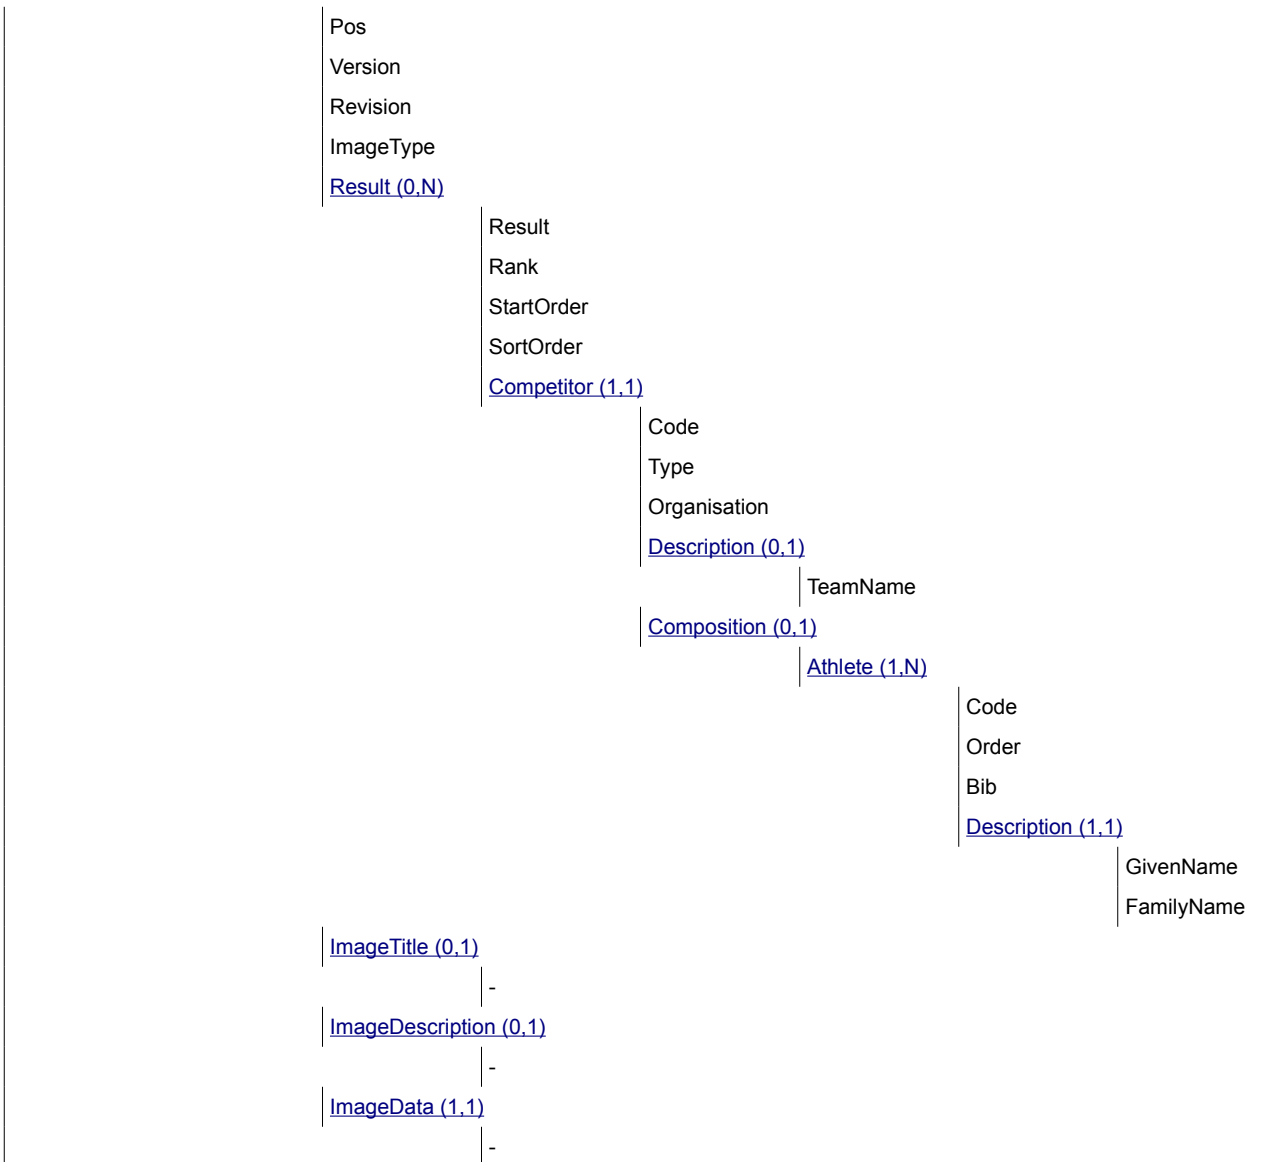 Pos
Version
Revision
ImageType
Result (0,N)
Result
Rank
StartOrder
SortOrder
Competitor (1,1)
Code
Type
Organisation
Description (0,1)
TeamName
Composition (0,1)
Athlete (1,N)
Code
Order
Bib
Description (1,1)
GivenName
FamilyName
ImageTitle (0,1)
-
ImageDescription (0,1)
-
ImageData (1,1)
-